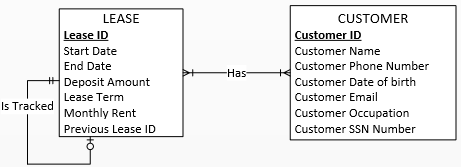 LEASE
Lease ID
Start Date
End Date
Deposit Amount
Lease Term
Monthly Rent
Previous Lease ID
Is Tracked
Has
CUSTOMER
Customer ID
Customer Name
Customer Phone Number
Customer Date of birth
Customer Email
Customer Occupation
Customer SSN Number